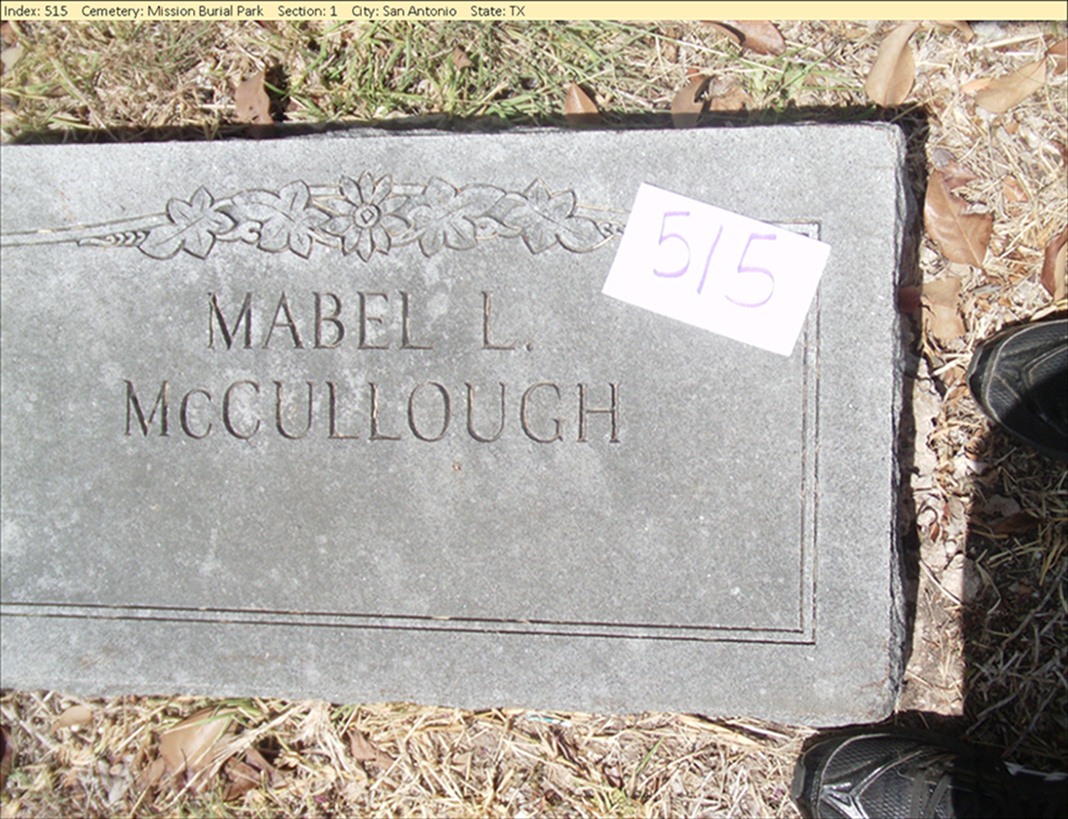 Index: 515 Cemetery: Mission Burial Park Section: 1 City: San Antonio State: TX
515
MABEL L.
McCULLOUGH